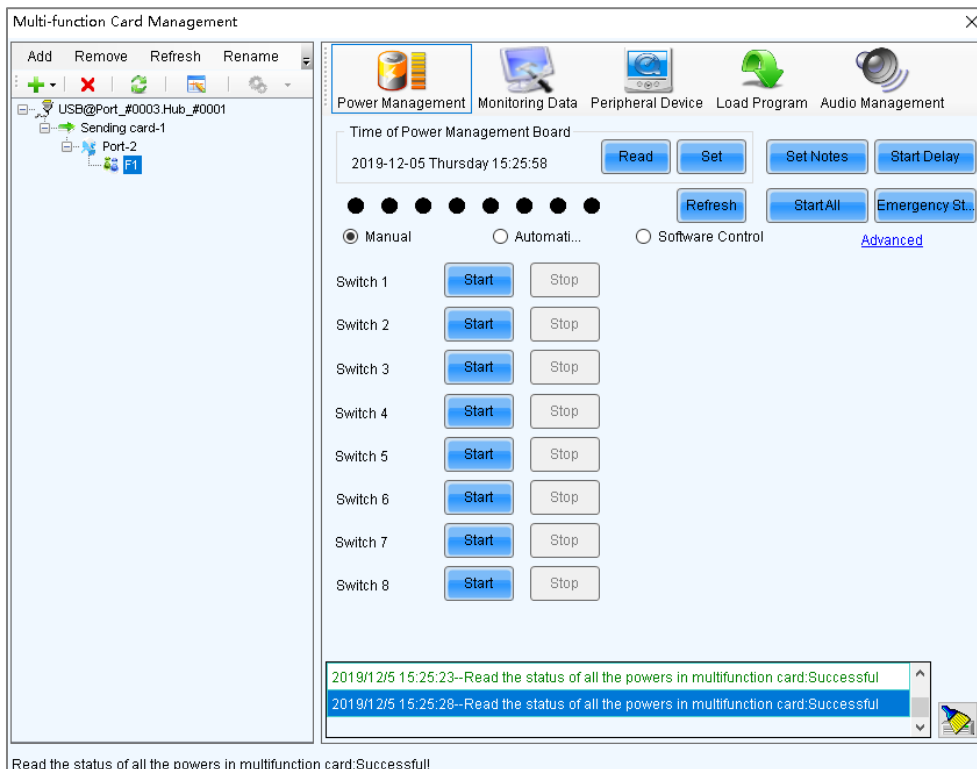 Multi-function Card Management
Add Remove Refresh Rename
USB@Port_#0003.Hub_#0001
Sending card-1
Port-2
F1
Power Management Monitoring Data Peripheral Device Load Program Audio Management
Time of Power Management Board
2019-12-05 Thursday 15:25:58 Read Set Set Notes Start Delay
Refresh Start All Emergency St...
Manual Automati... Software Control Advanced
Switch 1 Start Stop
Switch 2 Start Stop
Switch 3 Start Stop
Switch 4 Start Stop
Switch 5 Start Stop
Switch 6 Start Stop
Switch 7 Start Stop
Switch 8 Start Stop
2019/12/5 15:25:23--Read the status of all the powers in multifunction card:Successful
2019/12/5 15:25:28--Read the status of all the powers in multifunction card:Successful
Read the status of all the powers in multifunction card:Successful!